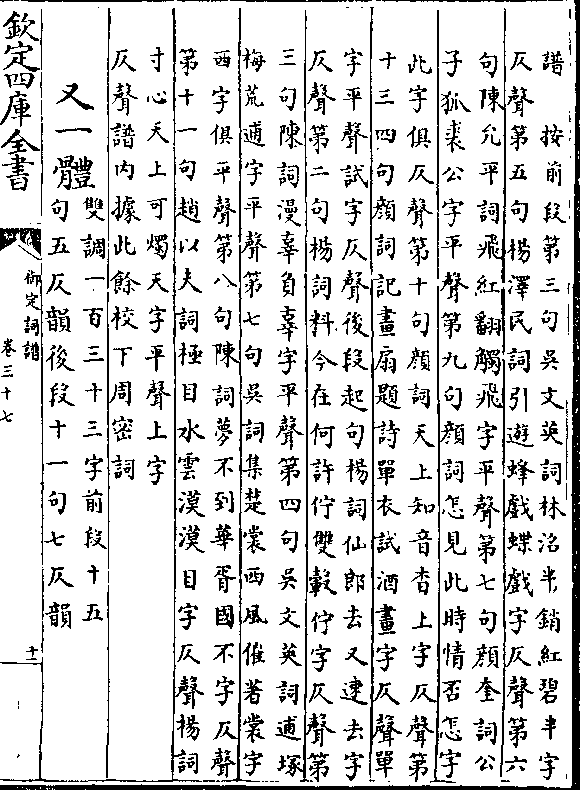 譜　按前段第三句吳文英詞林沼半銷紅碧半字
仄聲第五句楊澤民詞引遊蜂戲蝶戲字仄聲第六
句陳允平詞飛紅翻觸飛字平聲第七句顏奎詞公
子狐裘公字平聲第九句顏詞怎見此時情否怎字
此字俱仄聲第十句顏詞天上知音杳上字仄聲第
十三四句顏詞記畫扇題詩單衣試酒畫字仄聲單
字平聲試字仄聲後段起句楊詞仙郎去又逮去字
仄聲第二句楊詞料今在何許佇雙轂佇字仄聲第
三句陳詞漫辜負辜字平聲第四句吳文英詞逋塚
梅荒逋字平聲第七句吳詞集楚裳西風催著裳字
西字俱平聲第八句陳詞夢不到華胥國不字仄聲
第十一句趙以夫詞極目水雲漠漠目字仄聲楊詞
寸心天上可燭天字平聲上字
仄聲譜內據此餘校下周密詞
又一體
雙調一百三十三字前段十五
句五仄韻後段十一句七仄韻
欽定四庫全書
御定詞譜
卷三十七
十二